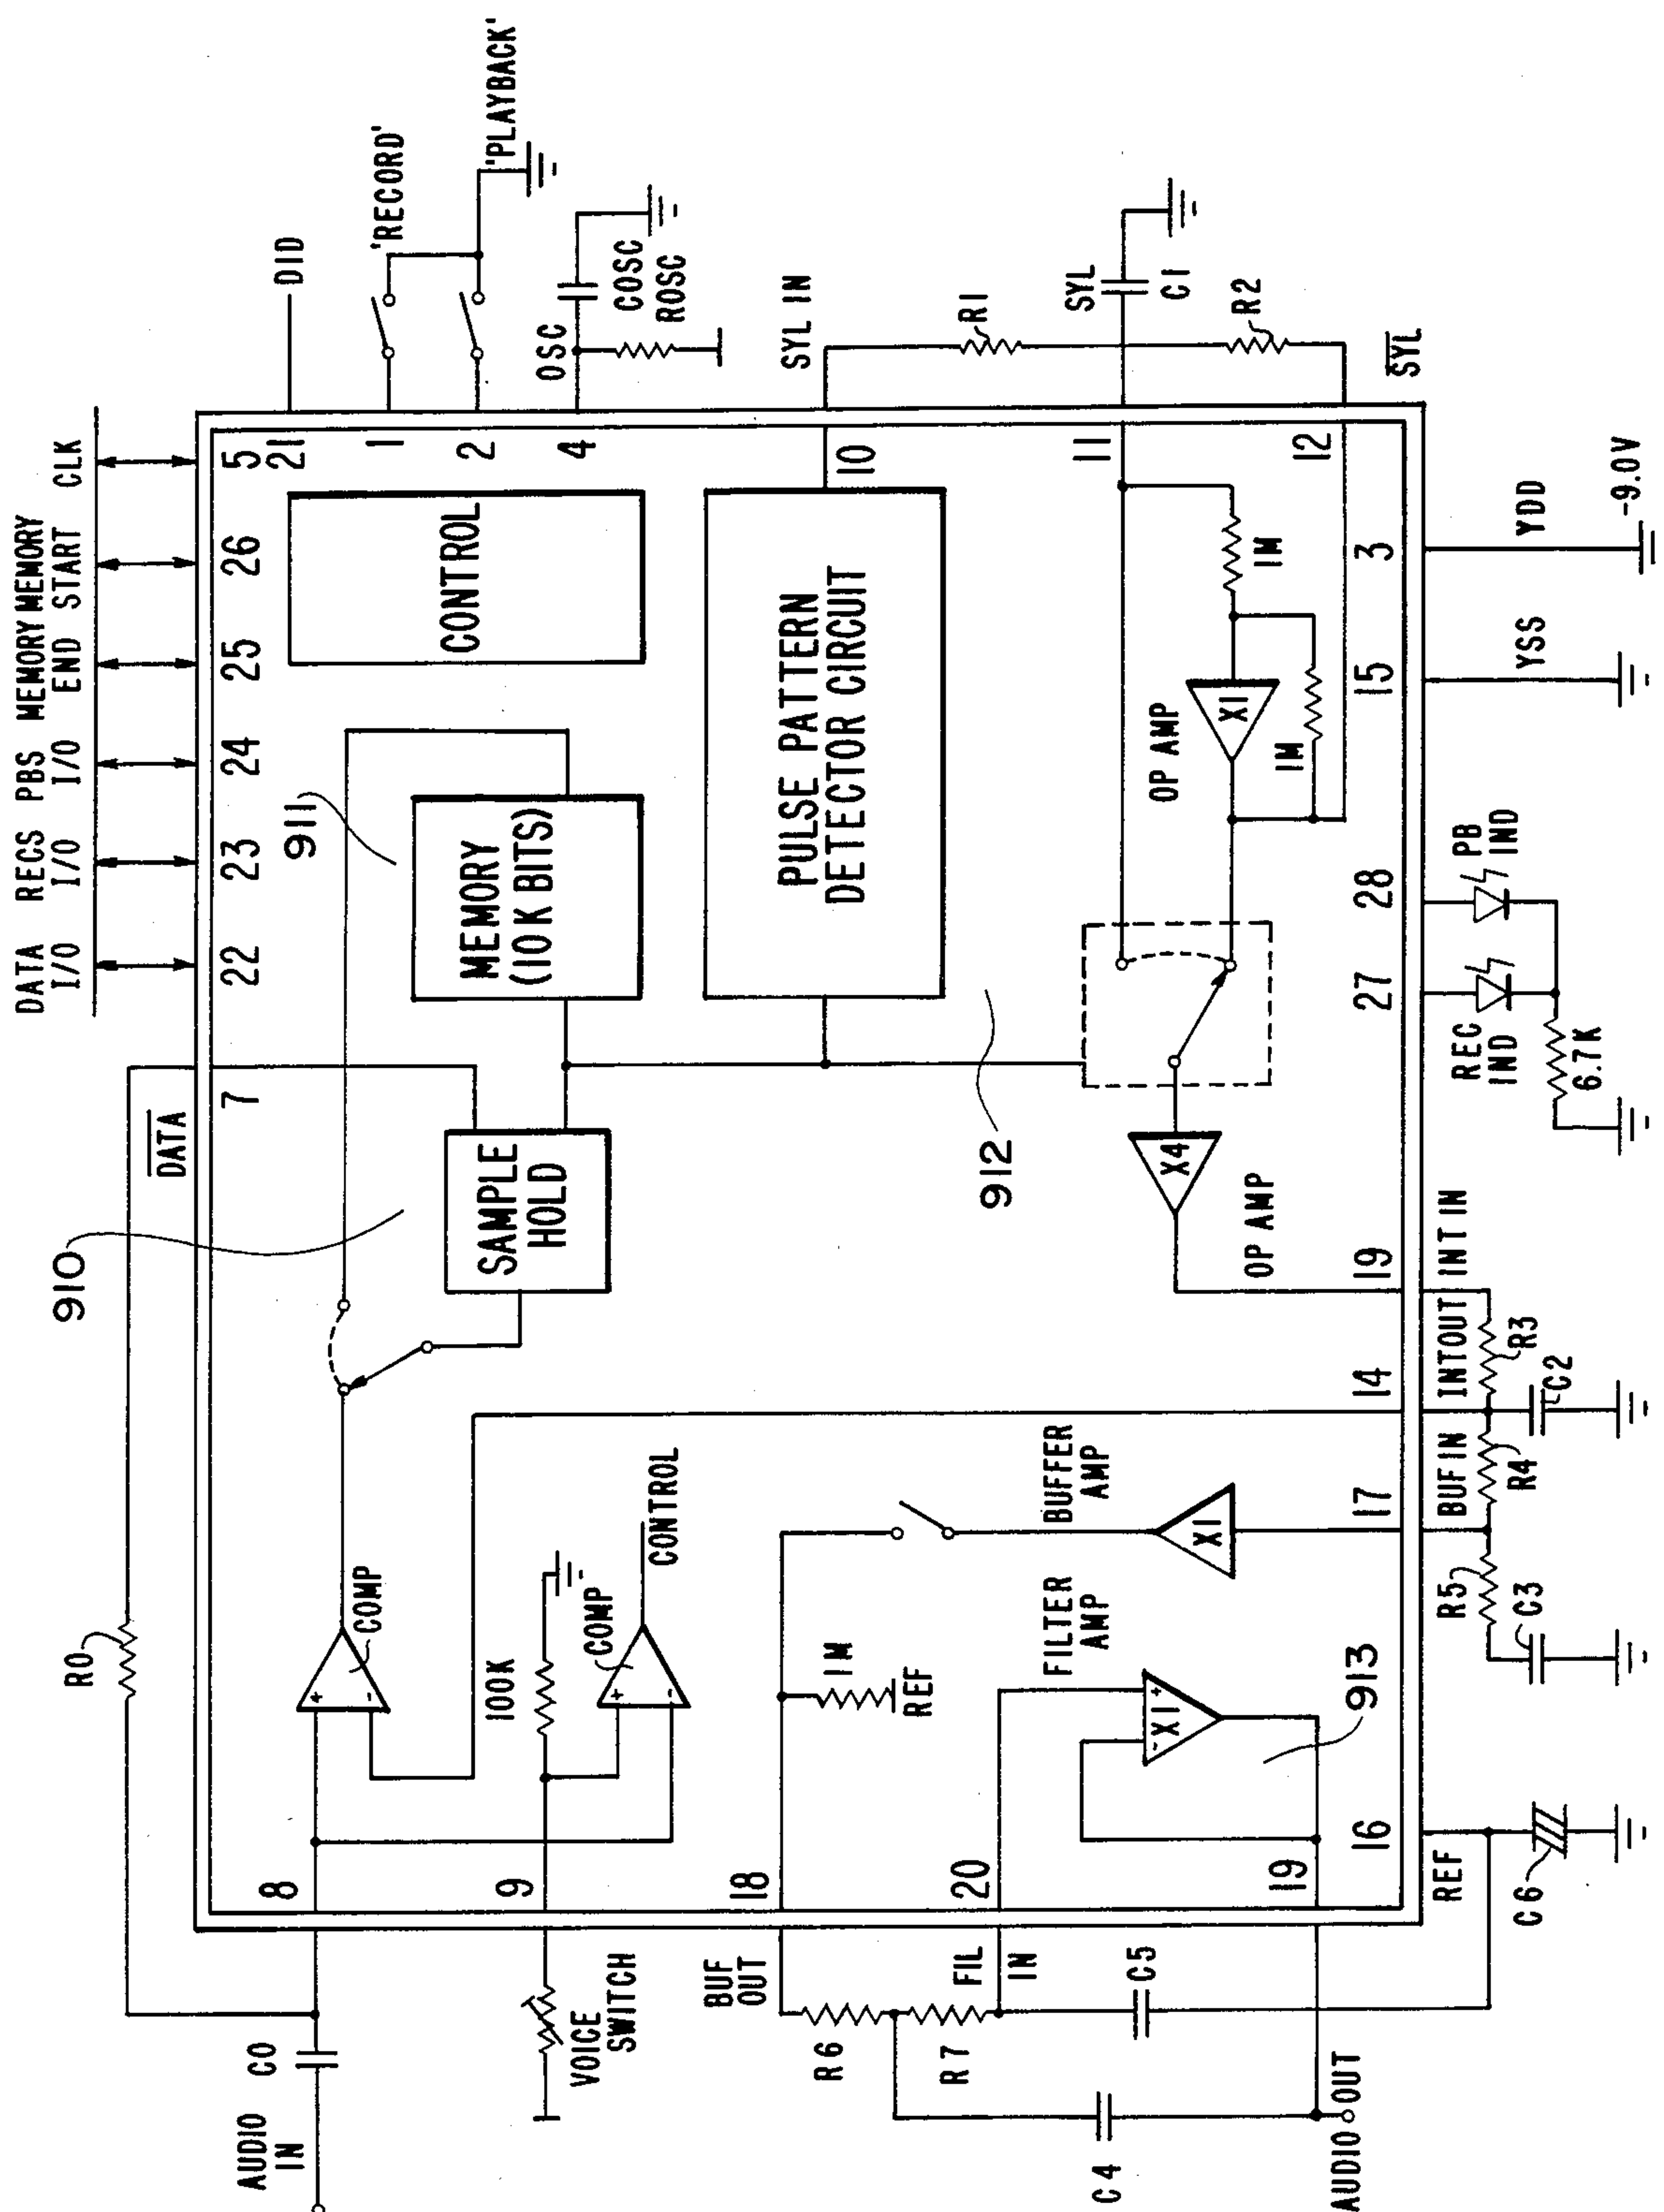 DATA RECS PBS MEMORY MEMORY
I/O I/O I/O END START CLK
22 23 24 25 26 5
21
DID
1
'RECORD'
2
'PLAYBACK'
4
OSC
COSC
ROSC
910
911
R0
DATA
7
CONTROL
MEMORY
(10K BITS)
SAMPLE
HOLD
AUDIO
IN
C0
8
+
-
COMP
9
VOICE
SWITCH
100K
+
-
COMP
CONTROL
PULSE PATTERN
DETECTOR CIRCUIT
10
SYL IN
R1
11
SYL
C1
R2
12
SYL
912
BUF
OUT
18
1M
REF
BUFFER
AMP
X1
R6
R7
FIL
IN
20
FILTER
AMP
+
-
X1
913
C5
C4
19
AUDIO OUT
X4
OP AMP
OP AMP
X1
1M
1M
16
17
14
19
27
28
15
3
REF
C6
BUF IN
INTOUT
INT IN
R5
C3
R4
C2
R3
REC
IND
PB
IND
6.7K
YSS
YDD
-9.0V